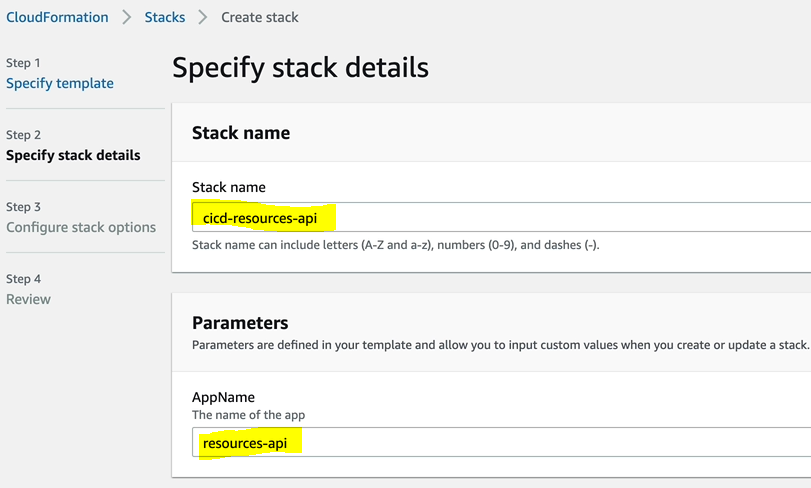 CloudFormation > Stacks > Create stack
Step 1
Specify template
Step 2
Specify stack details
Step 3
Configure stack options
Step 4
Review
Specify stack details
Stack name
Stack name
cicd-resources-api
Stack name can include letters (A-Z and a-z), numbers (0-9), and dashes (-).
Parameters
Parameters are defined in your template and allow you to input custom values when you create or update a stack.
AppName
The name of the app
resources-api